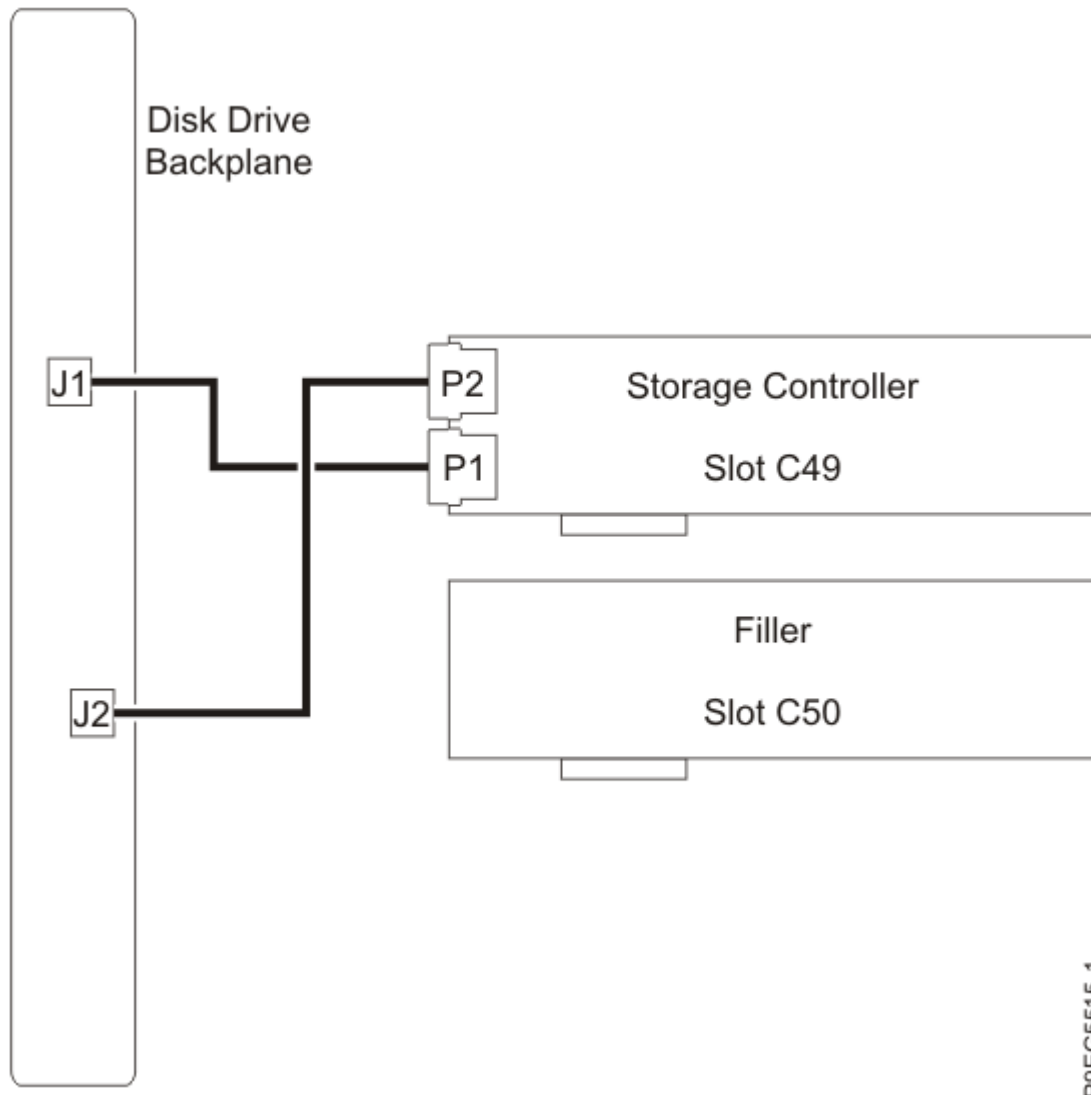 Disk Drive
Backplane
J1
P2
Storage Controller
P1
Slot C49
J2
Filler
Slot C50